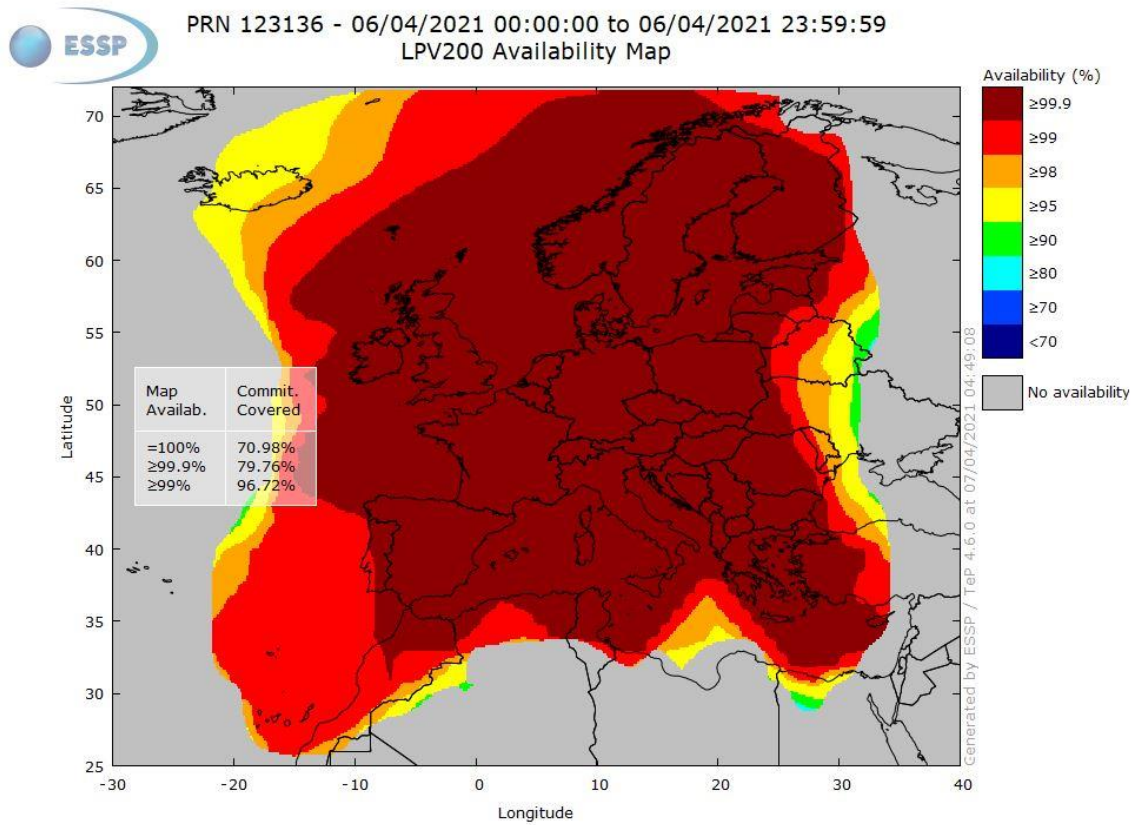 ESSP
PRN 123136 - 06/04/2021 00:00:00 to 06/04/2021 23:59:59
LPV200 Availability Map
Availability (%)
≥99.9
≥99
≥98
≥95
≥90
≥80
≥70
<70
No availability
Latitude
70
65
60
55
50
45
40
35
30
25
Map Availab.
Commit. Covered
=100% 70.98%
≥99.9% 79.76%
≥99% 96.72%
-30 -20 -10 0 10 20 30 40
Longitude
Generated by ESSP / TeP 4.6.0 at 07/04/2021 04:49:08